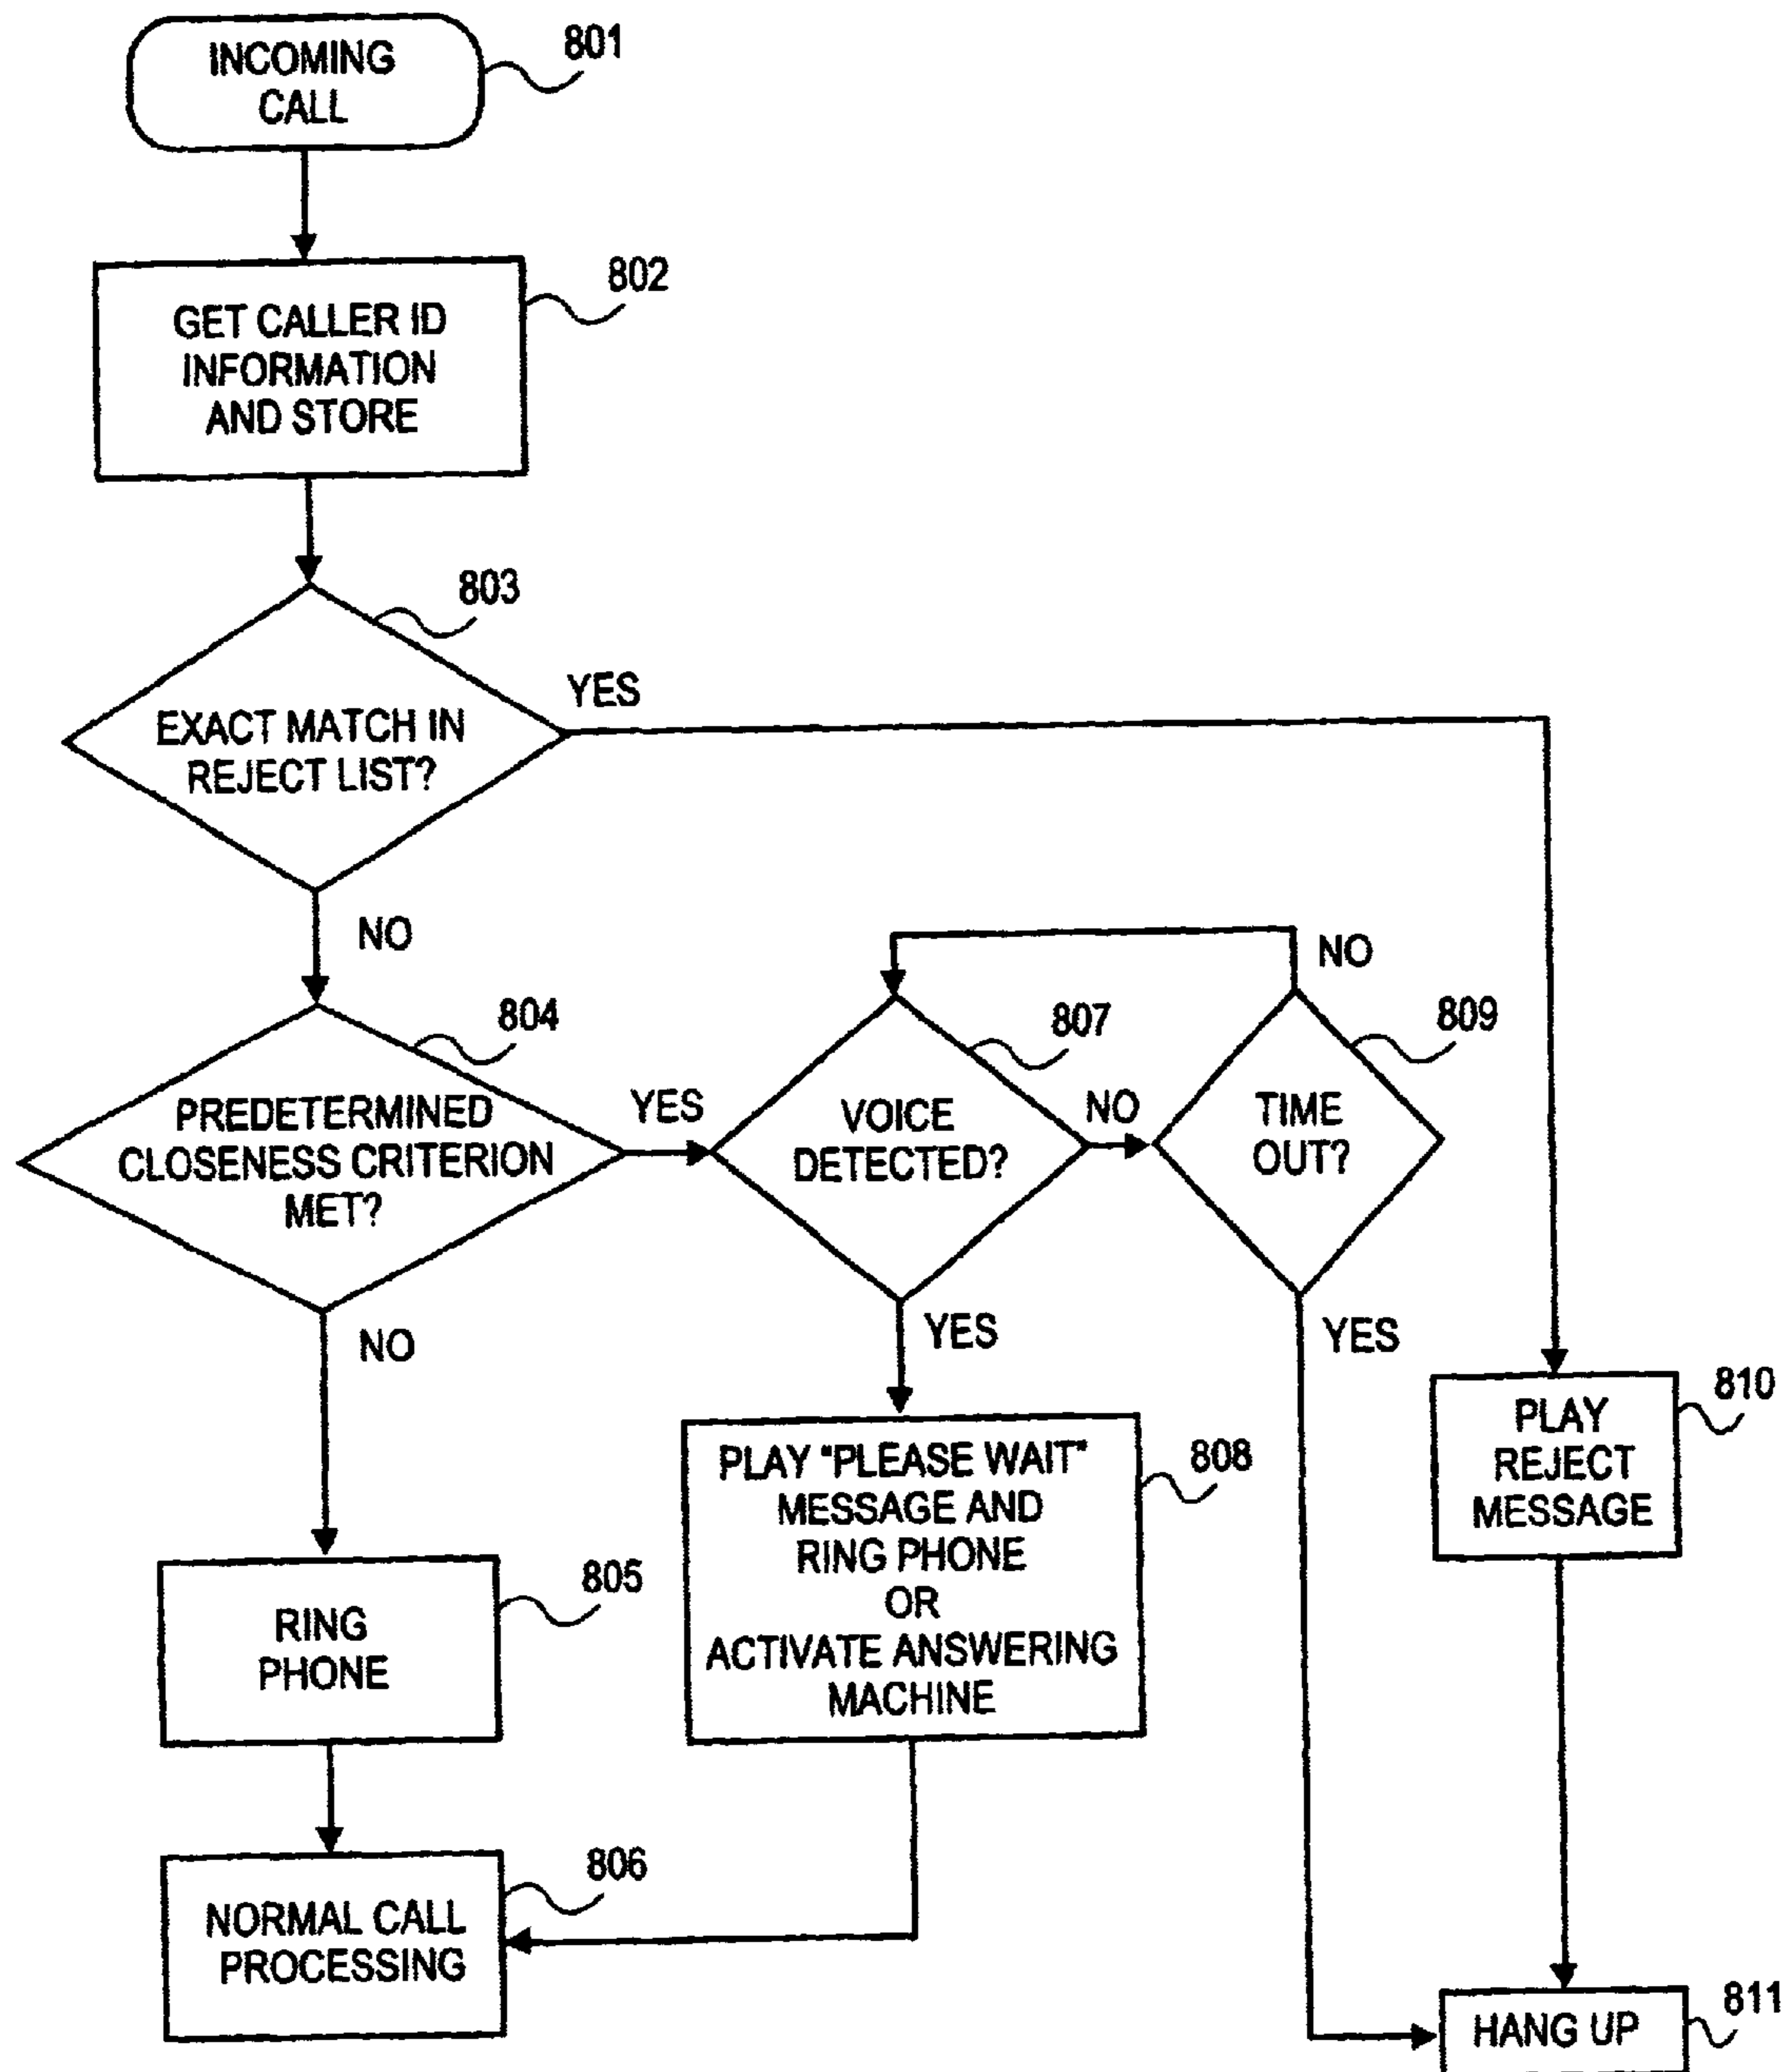 INCOMING
CALL
801
GET CALLER ID
INFORMATION
AND STORE
802
803
EXACT MATCH IN
REJECT LIST?
YES
NO
804
PREDETERMINED
CLOSENESS CRITERION
MET?
YES
NO
807
VOICE
DETECTED?
NO
YES
809
TIME
OUT?
NO
YES
810
PLAY
REJECT
MESSAGE
805
RING
PHONE
808
PLAY "PLEASE WAIT"
MESSAGE AND
RING PHONE
OR
ACTIVATE ANSWERING
MACHINE
806
NORMAL CALL
PROCESSING
811
HANG UP